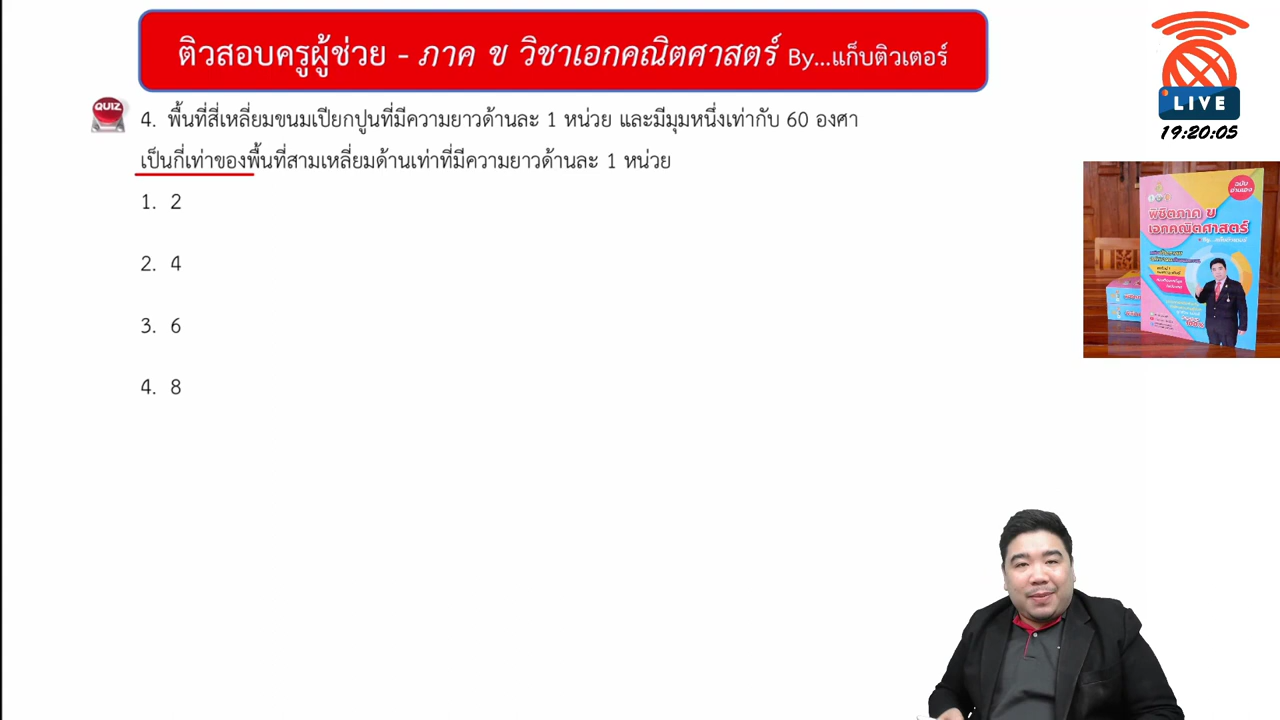 ติวสอบครูผู้ช่วย - ภาค ข วิชาเอกคณิตศาสตร์ By...แก็บติวเตอร์
QUIZ
4. พื้นที่สี่เหลี่ยมขนมเปียกปูนที่มีความยาวด้านละ 1 หน่วย และมีมุมหนึ่งเท่ากับ 60 องศา
เป็นกี่เท่าของพื้นที่สามเหลี่ยมด้านเท่าที่มีความยาวด้านละ 1 หน่วย
1. 2
2. 4
3. 6
4. 8
LIVE
19:20:05
ฉบับ
อ่านเอง
พิชิตภาค ข
เอกคณิตศาสตร์